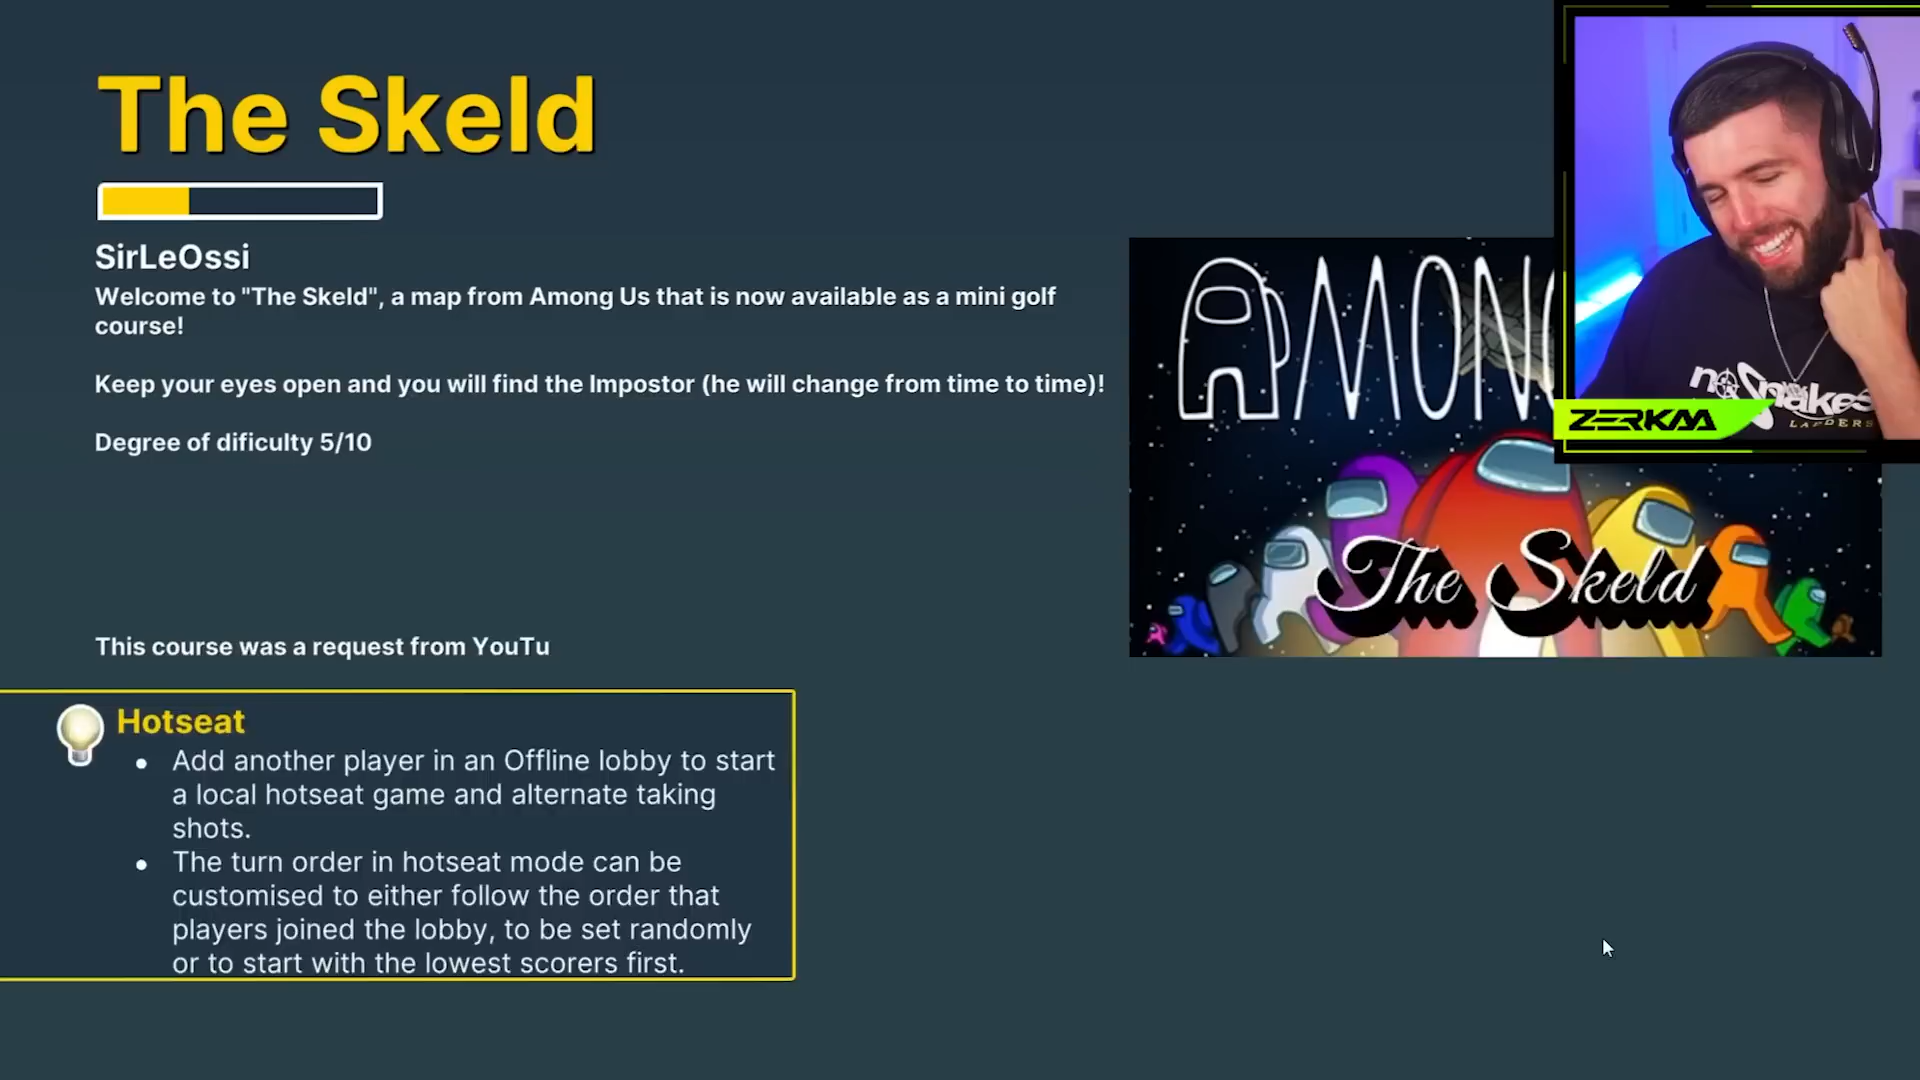 The Skeld
SirLeOssi
Welcome to "The Skeld", a map from Among Us that is now available as a mini golf
course!
Keep your eyes open and you will find the Impostor (he will change from time to time)!
Degree of dificulty 5/10
This course was a request from YouTu
AMONG
The Skeld
noSnakes
LADDERS
ZERKAA
Hotseat
Add another player in an Offline lobby to start
a local hotseat game and alternate taking
shots.
The turn order in hotseat mode can be
customised to either follow the order that
players joined the lobby, to be set randomly
or to start with the lowest scorers first.